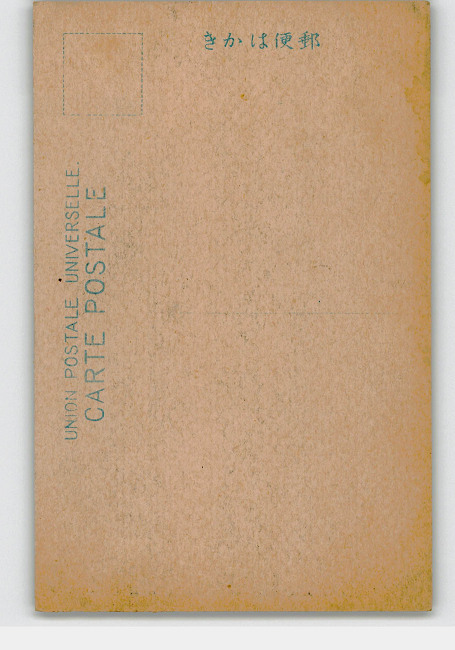 きかは便郵
UNION POSTALE UNIVERSELLE.
CARTE POSTALE